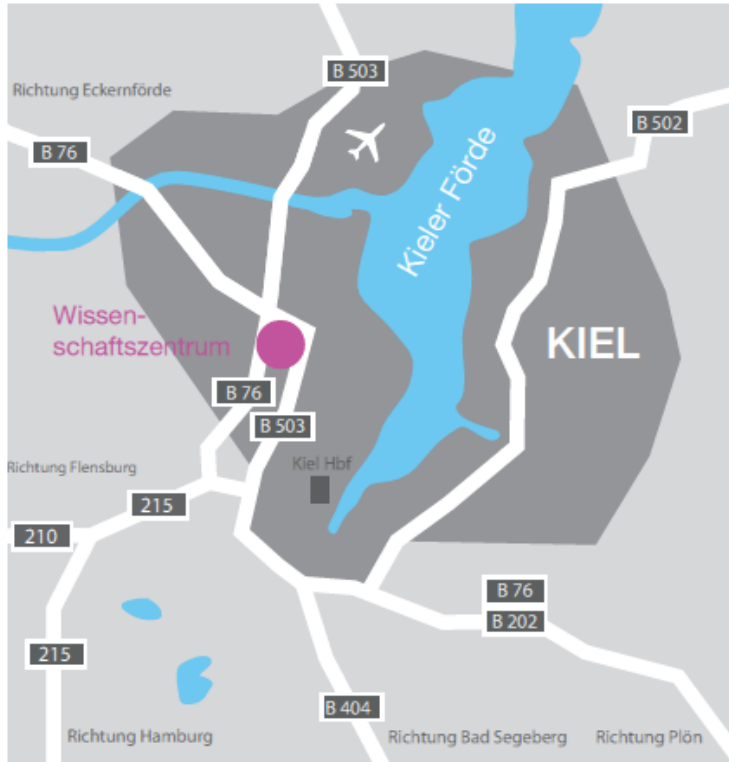 B 503
Richtung Eckernförde
B 502
B 76
Kieler Förde
Wissen-
schaftszentrum
KIEL
B 76
B 503
Kiel Hbf
Richtung Flensburg
215
210
B 76
B 202
215
B 404
Richtung Hamburg
Richtung Bad Segeberg
Richtung Plön